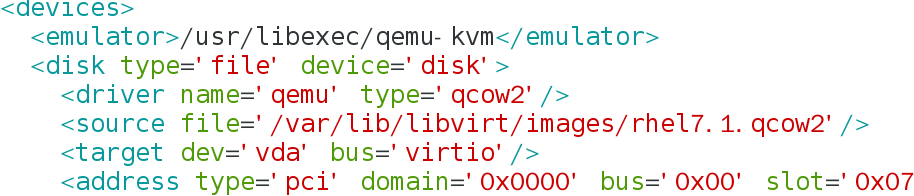 <devices>
<emulator>/usr/libexec/qemu-kvm</emulator>
<disk type='file' device='disk'>
<driver name='qemu' type='qcow2'/>
<source file='/var/lib/libvirt/images/rhel7.1.qcow2'/>
<target dev='vda' bus='virtio'/>
<address type='pci' domain='0x0000' bus='0x00' slot='0x07